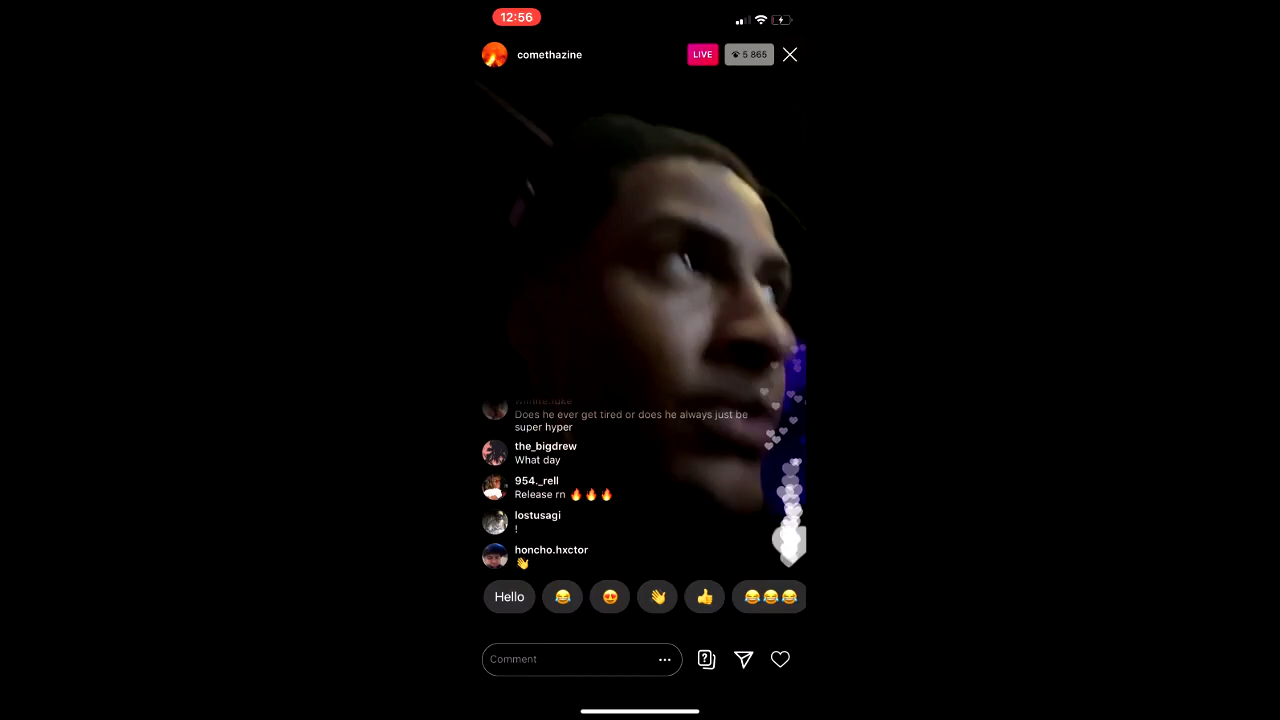 12:56
comethazine
LIVE
5 865
Does he ever get tired or does he always just be
super hyper
the_bigdrew
What day
954._rell
Release rn 🔥🔥🔥
lostusagi
!
honcho.hxctor
👋
Hello 😂 😍 👋 👍 😂😂😂
Comment